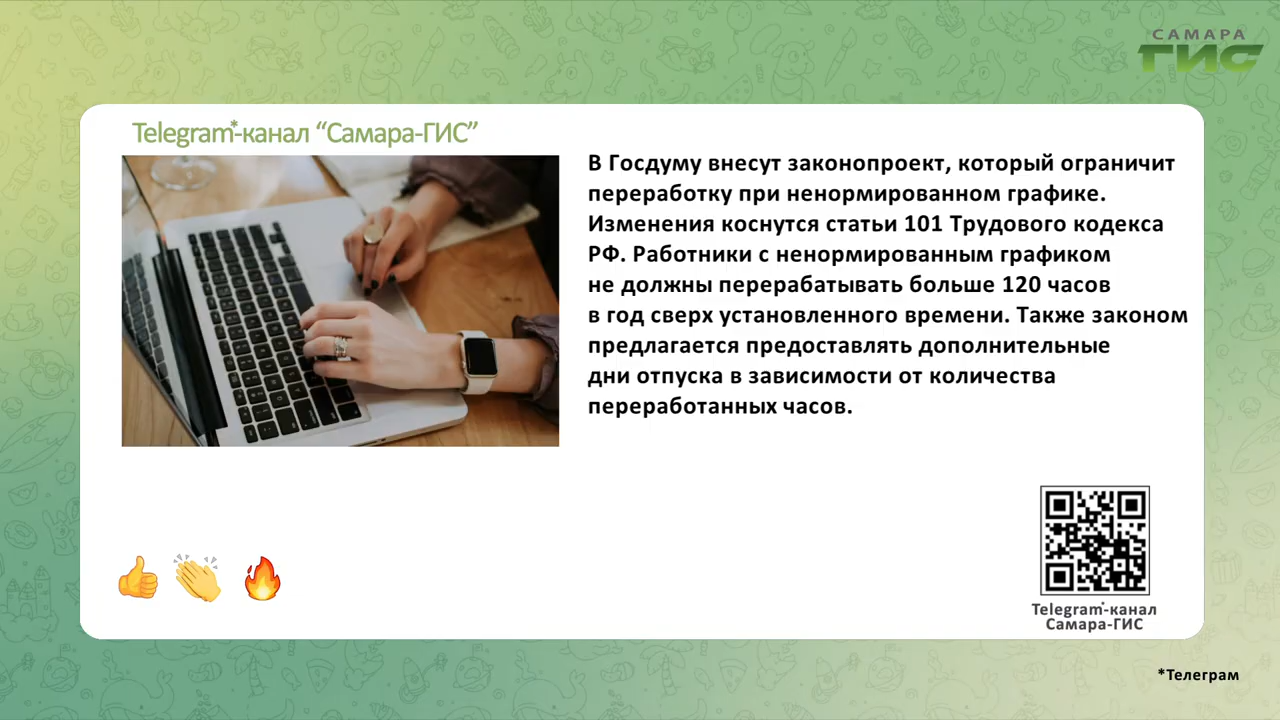 САМАРА
ГИС
Telegram*-канал “Самара-ГИС”
В Госдуму внесут законопроект, который ограничит
переработку при ненормированном графике.
Изменения коснутся статьи 101 Трудового кодекса
РФ. Работники с ненормированным графиком
не должны перерабатывать больше 120 часов
в год сверх установленного времени. Также законом
предлагается предоставлять дополнительные
дни отпуска в зависимости от количества
переработанных часов.
Telegram*-канал
Самара-ГИС
*Телеграм